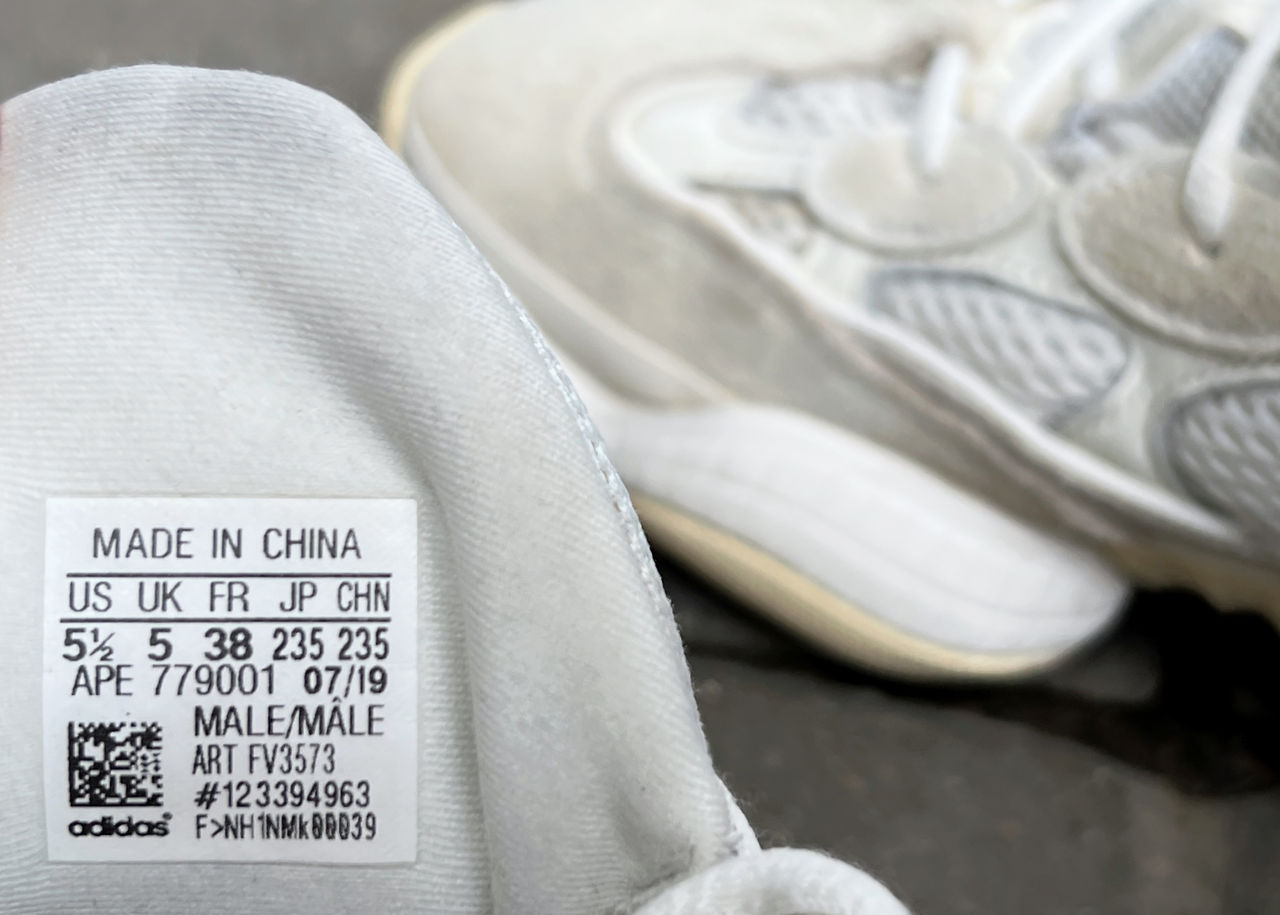 MADE IN CHINA
US UK FR JP CHN
5½ 5 38 235 235
APE 779001 07/19
MALE/MÂLE
ART FV3573
#123394963
adidas F>NH1NMk00039